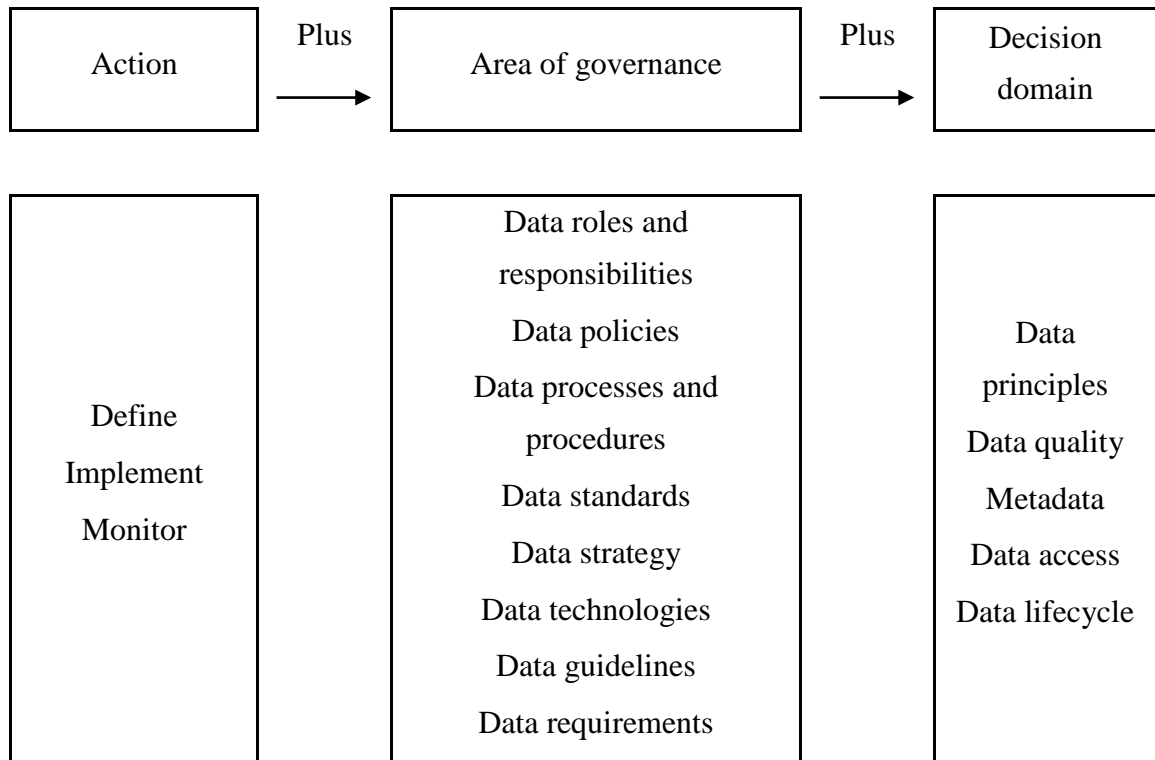 Action
Plus
Area of governance
Plus
Decision
domain
Define
Implement
Monitor
Data roles and
responsibilities
Data policies
Data processes and
procedures
Data standards
Data strategy
Data technologies
Data guidelines
Data requirements
Data
principles
Data quality
Metadata
Data access
Data lifecycle